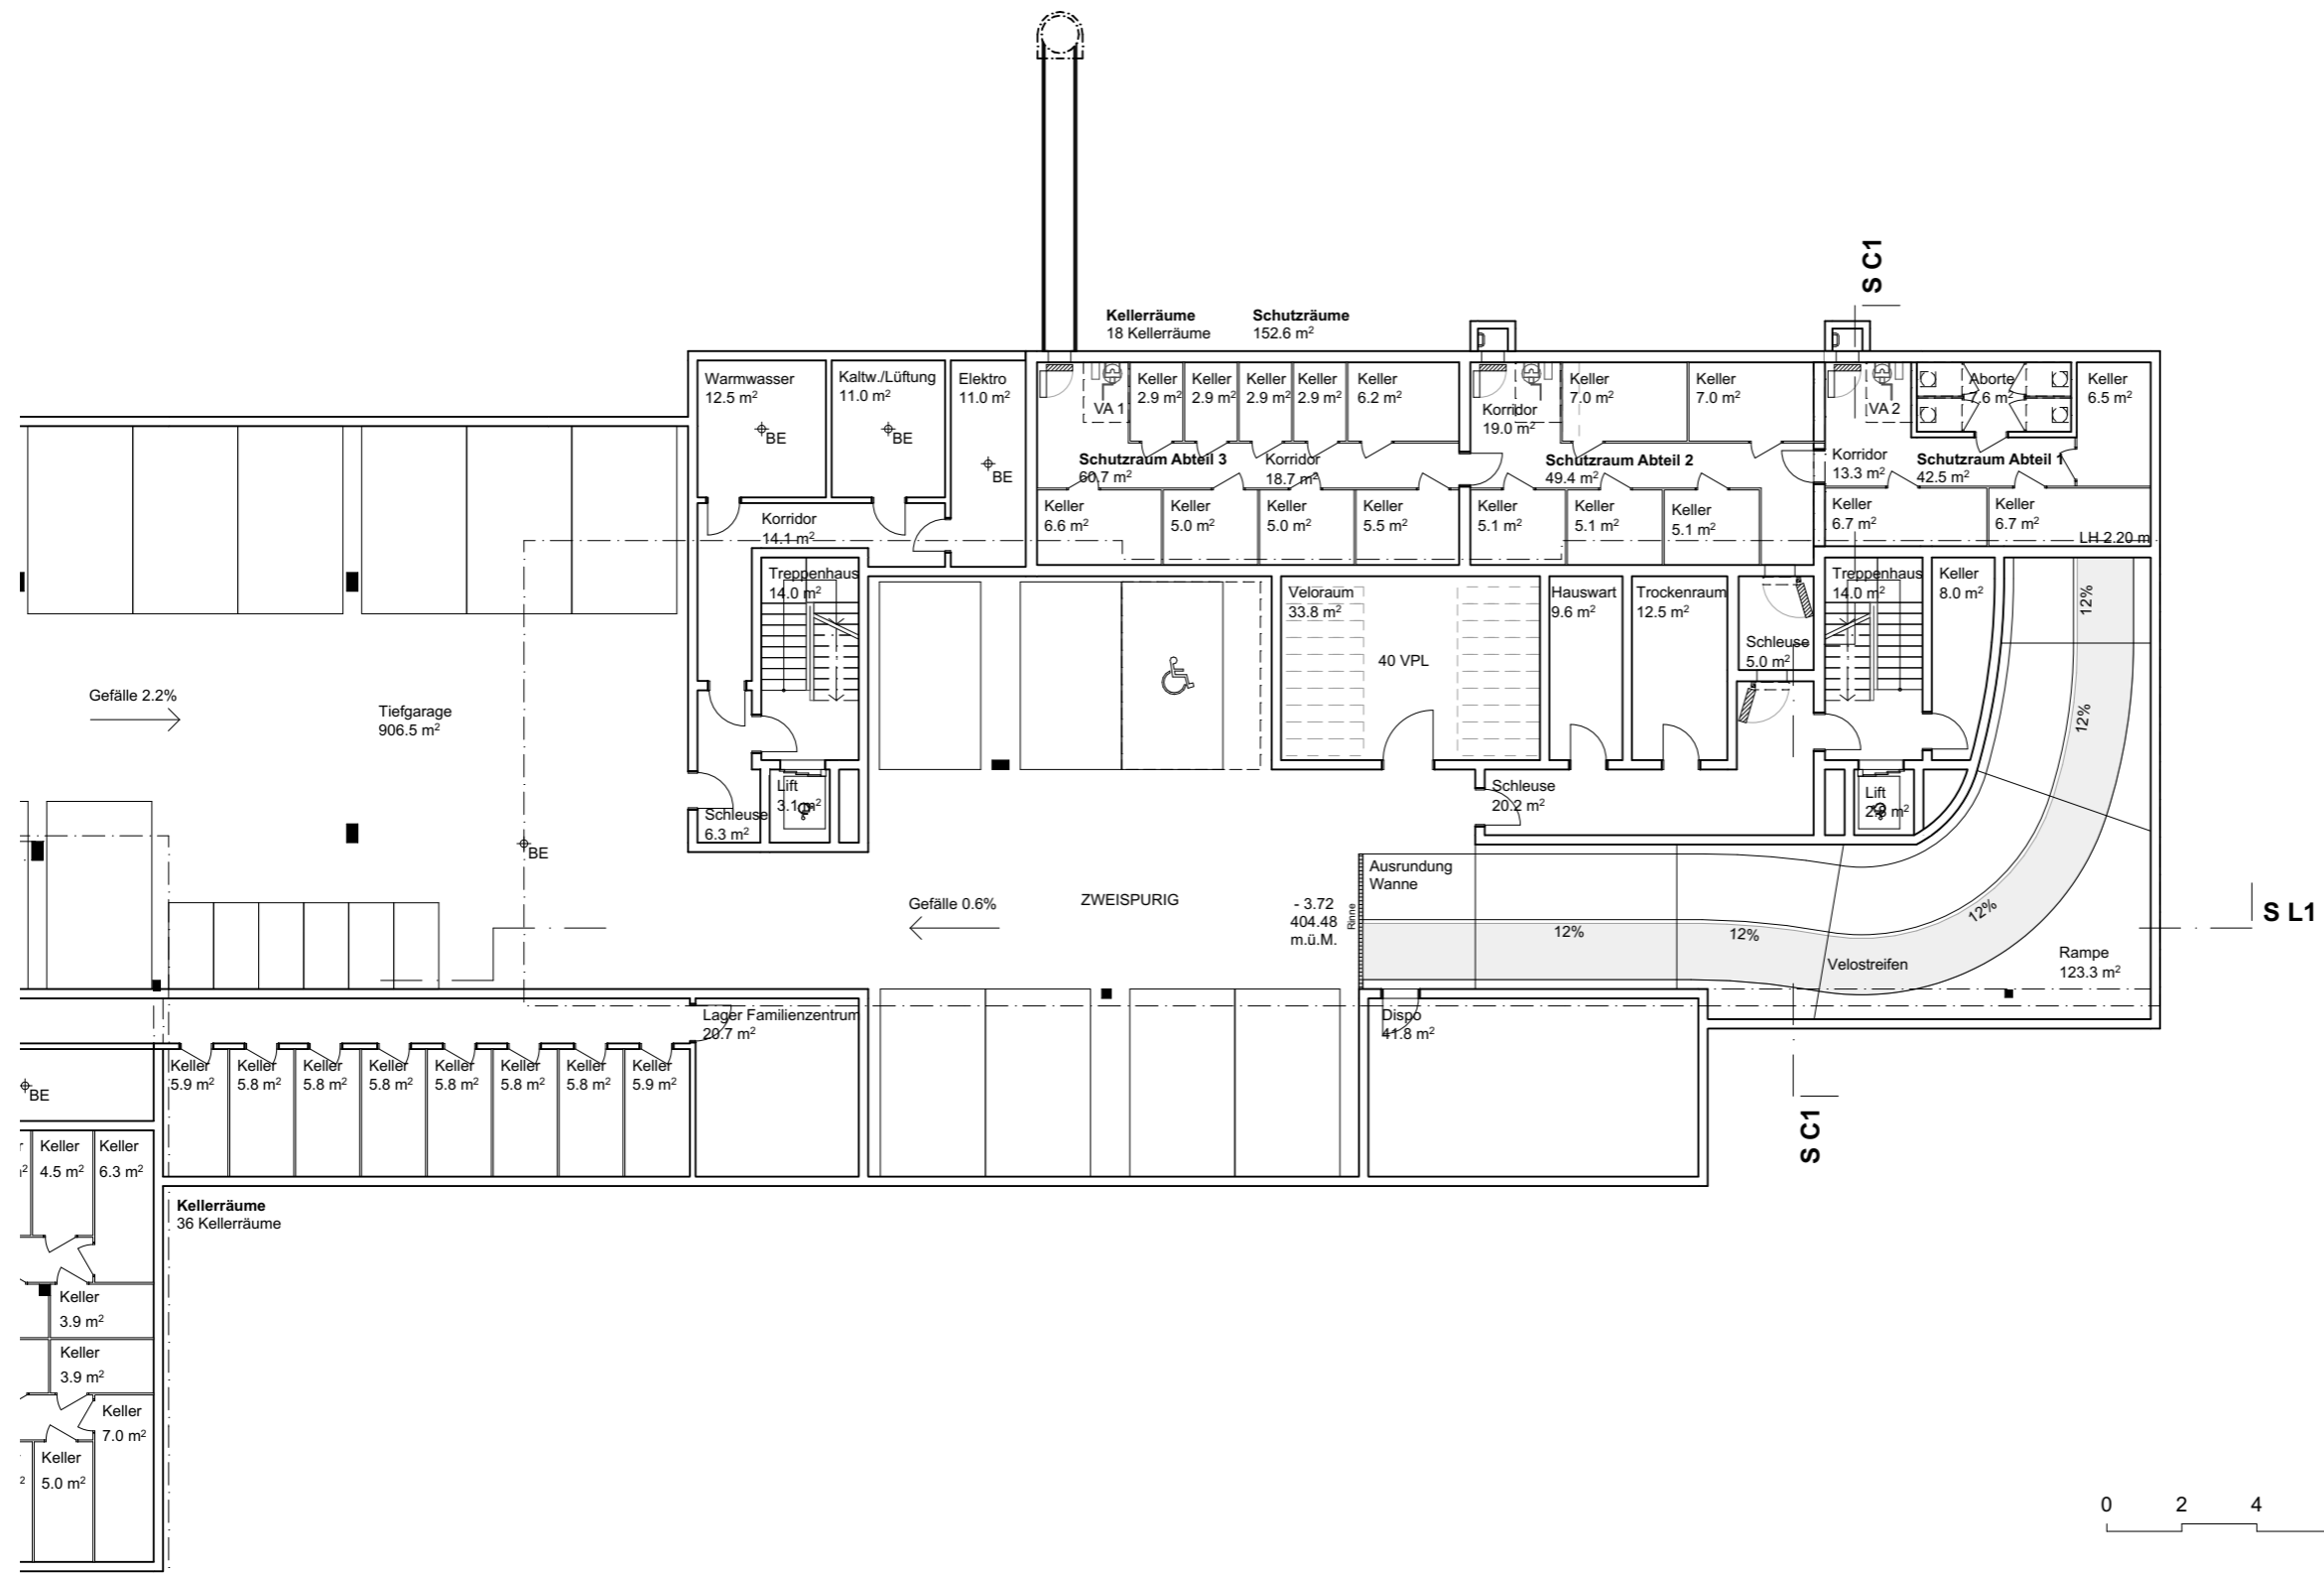 S C1
Kellerräume
18 Kellerräume
Schutzräume
152.6 m²
Warmwasser
12.5 m²
BE
Kaltw./Lüftung
11.0 m²
BE
Elektro
11.0 m²
BE
VA 1
Keller
2.9 m²
Keller
2.9 m²
Keller
2.9 m²
Keller
2.9 m²
Keller
6.2 m²
Korridor
19.0 m²
Keller
7.0 m²
Keller
7.0 m²
VA 2
Aborte
7.6 m²
Keller
6.5 m²
Schutzraum Abteil 3
60.7 m²
Korridor
18.7 m²
Schutzraum Abteil 2
49.4 m²
Korridor
13.3 m²
Schutzraum Abteil 1
42.5 m²
Keller
6.6 m²
Keller
5.0 m²
Keller
5.0 m²
Keller
5.5 m²
Keller
5.1 m²
Keller
5.1 m²
Keller
5.1 m²
Keller
6.7 m²
Keller
6.7 m²
LH 2.20 m
Korridor
14.1 m²
Treppenhaus
14.0 m²
Veloraum
33.8 m²
40 VPL
Hauswart
9.6 m²
Trockenraum
12.5 m²
Schleuse
5.0 m²
Treppenhaus
14.0 m²
Keller
8.0 m²
12%
12%
Gefälle 2.2%
Tiefgarage
906.5 m²
Lift
3.1 m²
Schleuse
6.3 m²
Schleuse
20.2 m²
Lift
2.8 m²
BE
Gefälle 0.6%
ZWEISPURIG
- 3.72
404.48
m.ü.M.
Rinne
Ausrundung
Wanne
12%
12%
12%
Velostreifen
Rampe
123.3 m²
S L1
Lager Familienzentrum
20.7 m²
Dispo
41.8 m²
Keller
5.9 m²
Keller
5.8 m²
Keller
5.8 m²
Keller
5.8 m²
Keller
5.8 m²
Keller
5.8 m²
Keller
5.8 m²
Keller
5.9 m²
BE
S C1
Keller
4.5 m²
Keller
6.3 m²
Kellerräume
36 Kellerräume
Keller
3.9 m²
Keller
3.9 m²
Keller
7.0 m²
Keller
5.0 m²
0 2 4